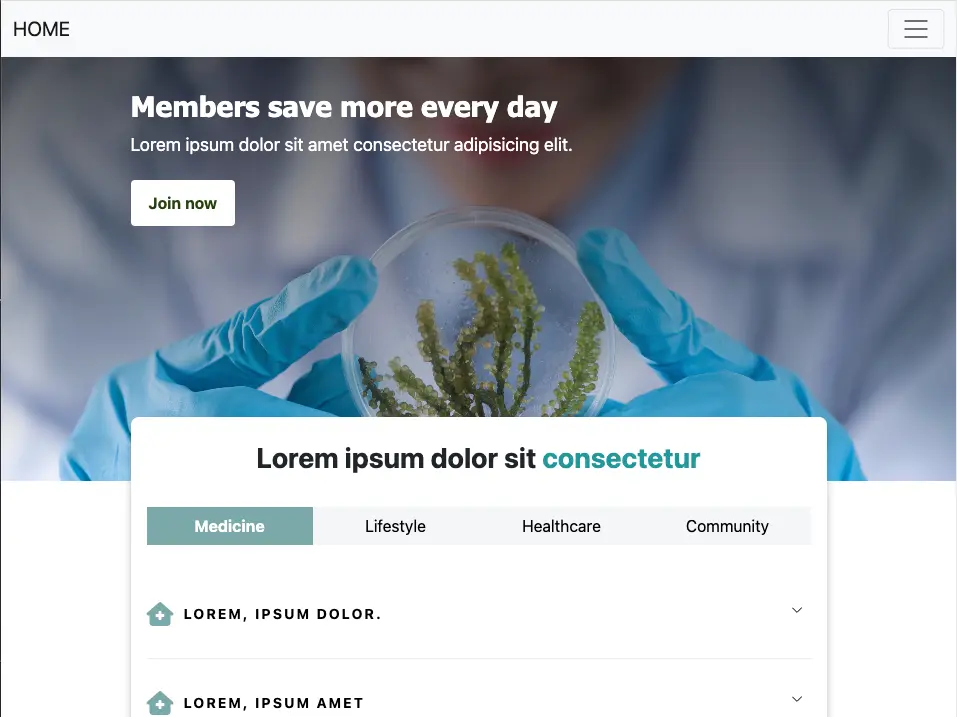 HOME
Members save more every day
Lorem ipsum dolor sit amet consectetur adipisicing elit.
Join now
Lorem ipsum dolor sit consectetur
Medicine Lifestyle Healthcare Community
LOREM, IPSUM DOLOR.
LOREM, IPSUM AMET